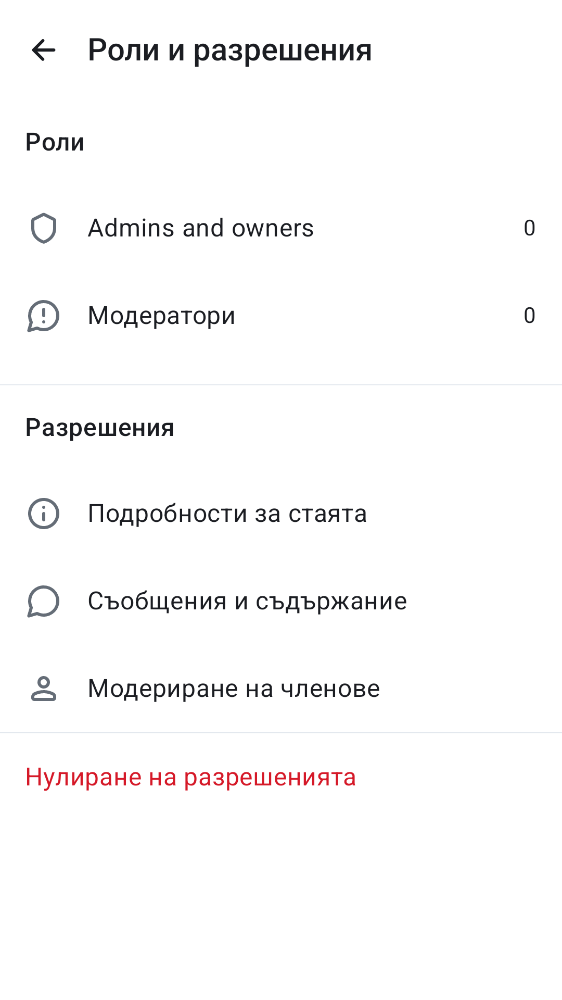 Роли и разрешения
Роли
Admins and owners 0
Модератори 0
Разрешения
Подробности за стаята
Съобщения и съдържание
Модериране на членове
Нулиране на разрешенията